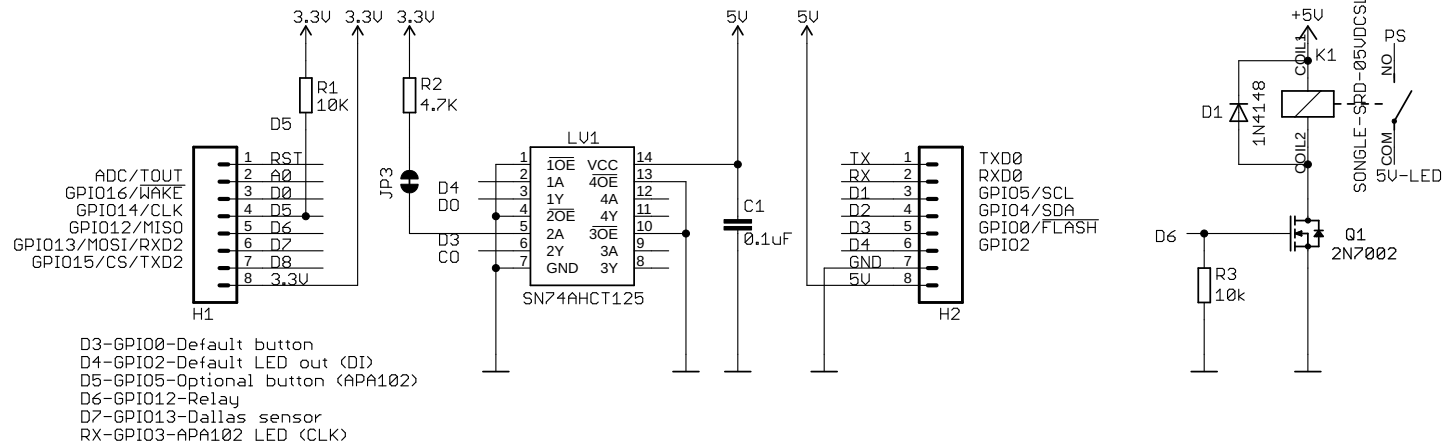 3.3V 3.3V 3.3V 5V 5V +5V
R1
10K
D5
R2
4.7K
JP3
H1
1 RST
ADC/TOUT 2 A0
GPIO16/WAKE 3 D0
GPIO14/CLK 4 D5
GPIO12/MISO 5 D6
GPIO13/MOSI/RXD2 6 D7
GPIO15/CS/TXD2 7 D8
8 3.3V
LV1
1 1OE VCC 14
D4 2 1A 4OE 13
DO 3 1Y 4A 12
4 2OE 4Y 11
5 2A 3OE 10
D3 6 2Y 3A 9
CO 7 GND 3Y 8
SN74AHCT125
C1
0.1uF
TX 1 TXD0
RX 2 RXD0
D1 3 GPIO5/SCL
D2 4 GPIO4/SDA
D3 5 GPIO0/FLASH
D4 6 GPIO2
GND 7
5V 8
H2
COIL1
K1
D1
1N4148
COIL2
SONGLE-SRD-05VDCSL
PS
NO
COM
5V-LED
D6
Q1
2N7002
R3
10k
D3-GPIO0-Default button
D4-GPIO2-Default LED out (DI)
D5-GPIO5-Optional button (APA102)
D6-GPIO12-Relay
D7-GPIO13-Dallas sensor
RX-GPIO3-APA102 LED (CLK)